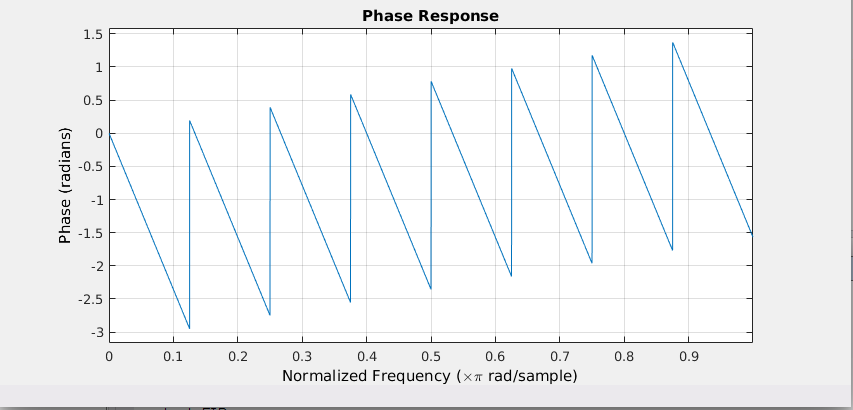 Phase Response
1.5
1
0.5
0
-0.5
-1
-1.5
-2
-2.5
-3
Phase (radians)
0 0.1 0.2 0.3 0.4 0.5 0.6 0.7 0.8 0.9
Normalized Frequency (×π rad/sample)